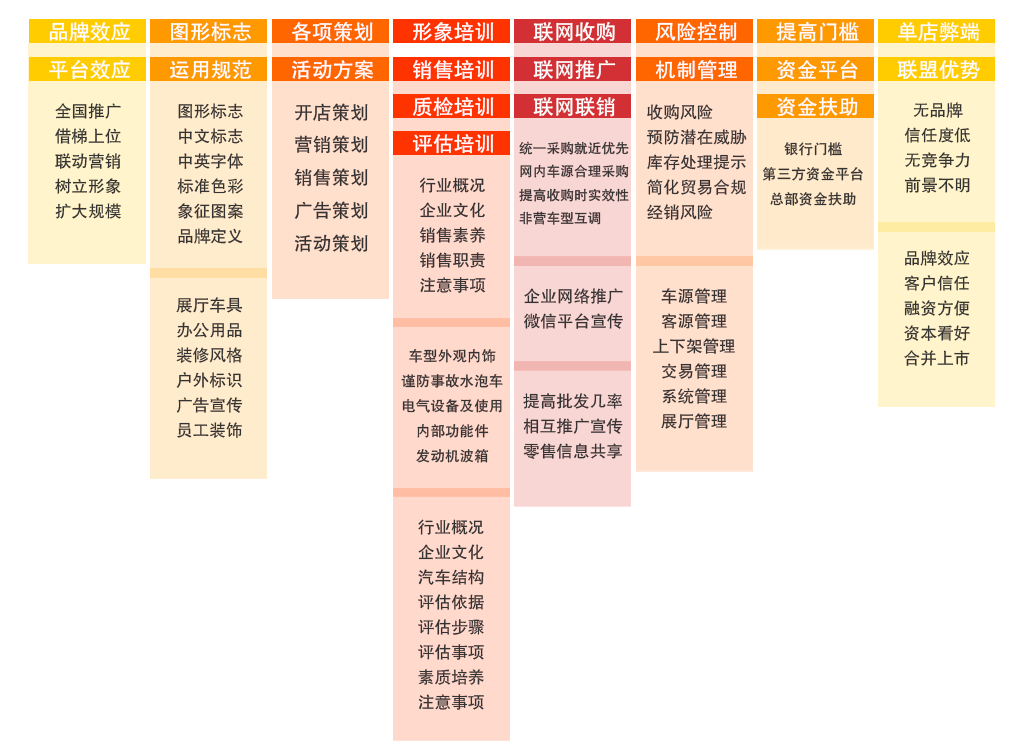 品牌效应
平台效应
全国推广
借梯上位
联动营销
树立形象
扩大规模
图形标志
运用规范
图形标志
中文标志
中英字体
标准色彩
象征图案
品牌定义
展厅车具
办公用品
装修风格
户外标识
广告宣传
员工装饰
各项策划
活动方案
开店策划
营销策划
销售策划
广告策划
活动策划
形象培训
销售培训
质检培训
评估培训
行业概况
企业文化
销售素养
销售职责
注意事项
车型外观内饰
谨防事故水泡车
电气设备及使用
内部功能件
发动机波箱
行业概况
企业文化
汽车结构
评估依据
评估步骤
评估事项
素质培养
注意事项
联网收购
联网推广
联网联销
统一采购就近优先
网内车源合理采购
提高收购时实效性
非营车型互调
企业网络推广
微信平台宣传
提高批发几率
相互推广宣传
零售信息共享
风险控制
机制管理
收购风险
预防潜在威胁
库存处理提示
简化贸易合规
经销风险
车源管理
客源管理
上下架管理
交易管理
系统管理
展厅管理
提高门槛
资金平台
资金扶助
银行门槛
第三方资金平台
总部资金扶助
单店弊端
联盟优势
无品牌
信任度低
无竞争力
前景不明
品牌效应
客户信任
融资方便
资本看好
合并上市